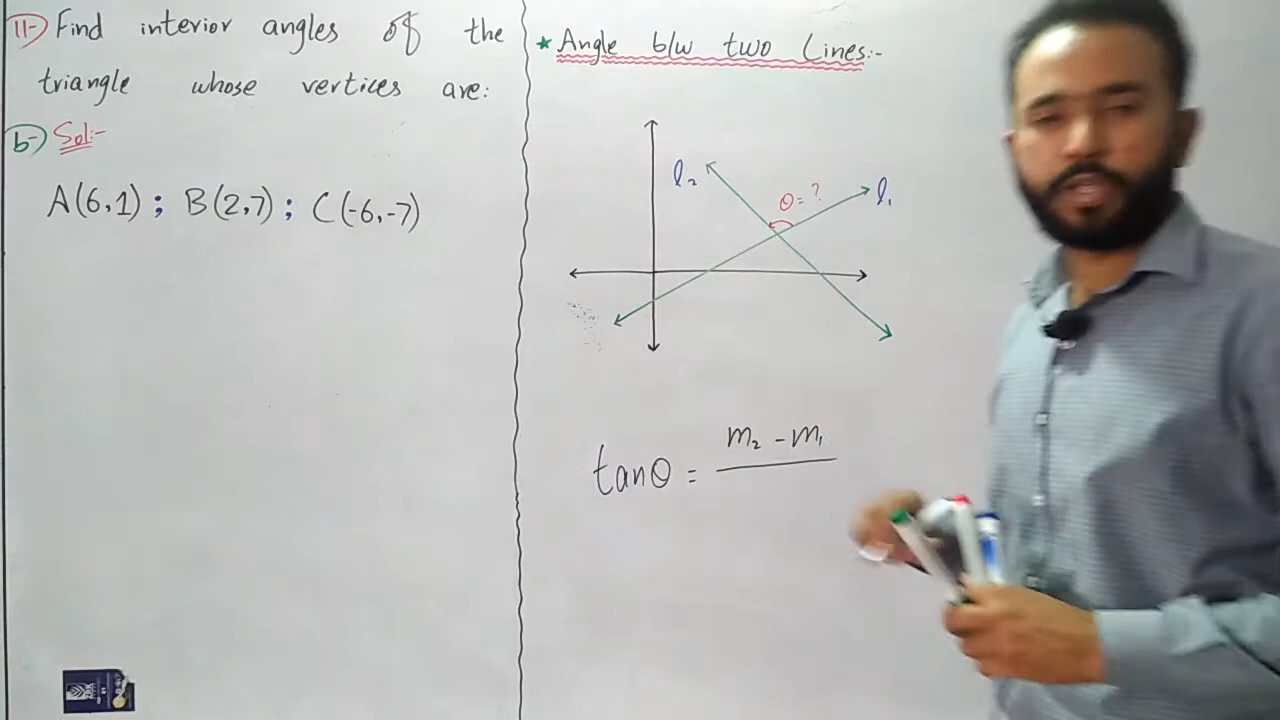 11-) Find interior angles of the
triangle whose vertices are:
b-) Sol:-
A(6,1) ; B(2,7) ; C(-6,-7)
* Angle b/w two Lines:-
l₂
θ = ?
l₁
tanθ = m₂ - m₁